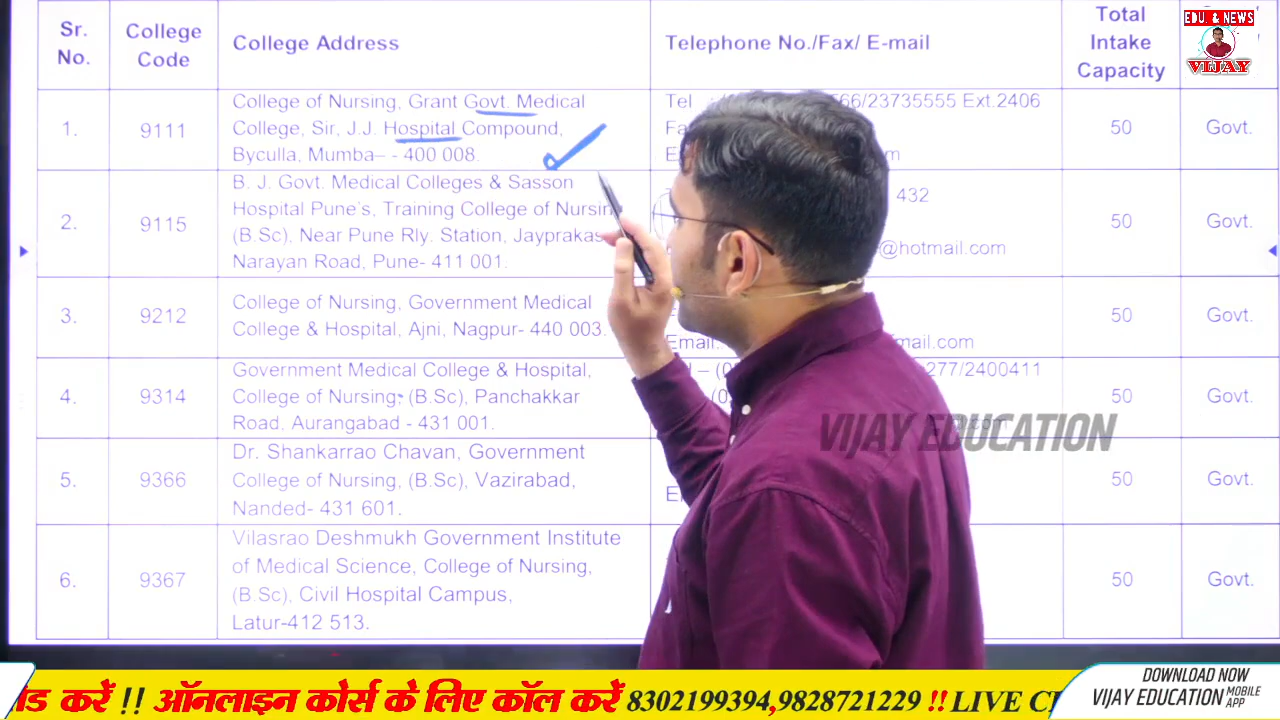 Sr. No.
College Code
College Address
Telephone No./Fax/ E-mail
Total Intake Capacity
EDU. & NEWS
VIJAY
1.
9111
College of Nursing, Grant Govt. Medical
College, Sir, J.J. Hospital Compound,
Byculla, Mumba– - 400 008.
Tel 66/23735555 Ext.2406
50
Govt.
2.
9115
B. J. Govt. Medical Colleges & Sasson
Hospital Pune's, Training College of Nursin
(B.Sc), Near Pune Rly. Station, Jayprakas
Narayan Road, Pune- 411 001.
432
@hotmail.com
50
Govt.
3.
9212
College of Nursing, Government Medical
College & Hospital, Ajni, Nagpur- 440 003.
Email.
mail.com
50
Govt.
4.
9314
Government Medical College & Hospital,
College of Nursing, (B.Sc), Panchakkar
Road, Aurangabad - 431 001.
277/2400411
50
Govt.
VIJAY EDUCATION
5.
9366
Dr. Shankarrao Chavan, Government
College of Nursing, (B.Sc), Vazirabad,
Nanded- 431 601.
50
Govt.
6.
9367
Vilasrao Deshmukh Government Institute
of Medical Science, College of Nursing,
(B.Sc), Civil Hospital Campus,
Latur-412 513.
50
Govt.
ड करें !! ऑनलाइन कोर्स के लिए कॉल करें 8302199394,9828721229 !! LIVE CL
DOWNLOAD NOW
VIJAY EDUCATION MOBILE APP